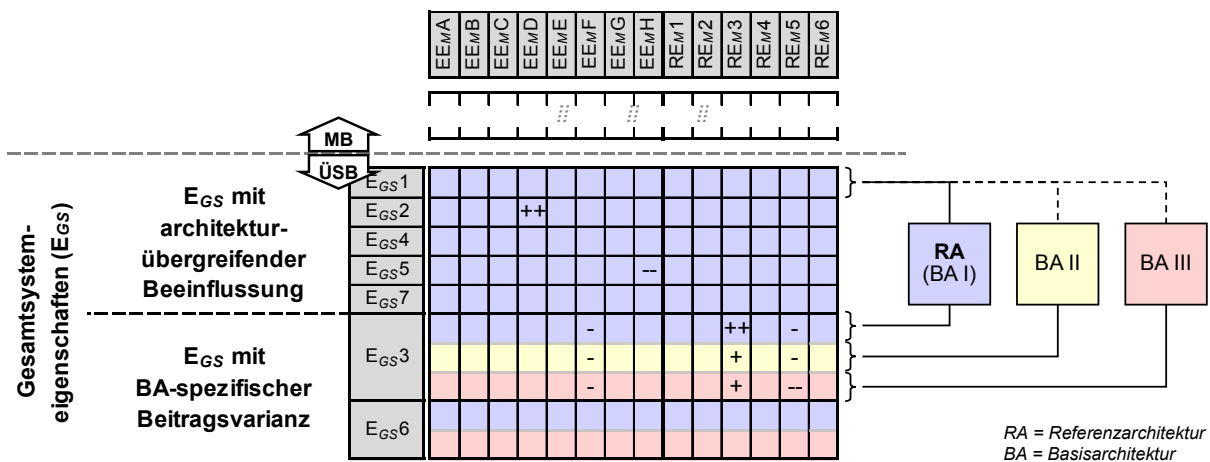 EEMA
EEMB
EEMC
EEMD
EEME
EEMF
EEMG
EEMH
REM1
REM2
REM3
REM4
REM5
REM6
// // //
MB
ÜSB
Gesamtsystem-
eigenschaften (EGS)
EGS mit
architektur-
übergreifender
Beeinflussung
EGS mit
BA-spezifischer
Beitragsvarianz
EGS1
EGS2 ++
EGS4
EGS5 --
EGS7
EGS3
- ++ -
- + -
- + --
EGS6
RA
(BA I)
BA II
BA III
RA = Referenzarchitektur
BA = Basisarchitektur